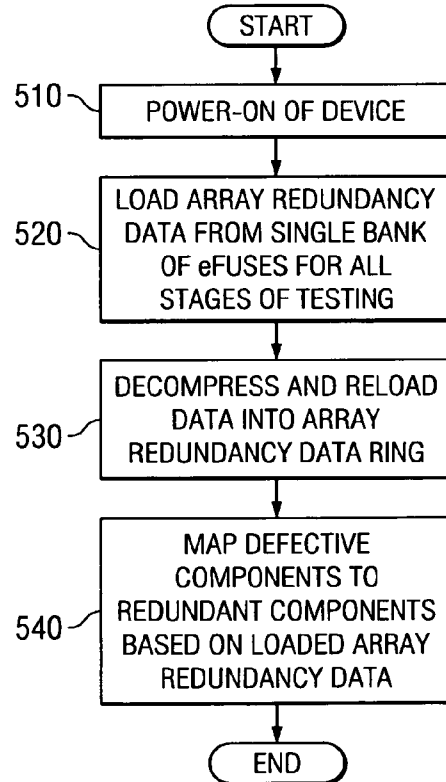 START
510
POWER-ON OF DEVICE
520
LOAD ARRAY REDUNDANCY
DATA FROM SINGLE BANK
OF eFUSES FOR ALL
STAGES OF TESTING
530
DECOMPRESS AND RELOAD
DATA INTO ARRAY
REDUNDANCY DATA RING
540
MAP DEFECTIVE
COMPONENTS TO
REDUNDANT COMPONENTS
BASED ON LOADED ARRAY
REDUNDANCY DATA
END